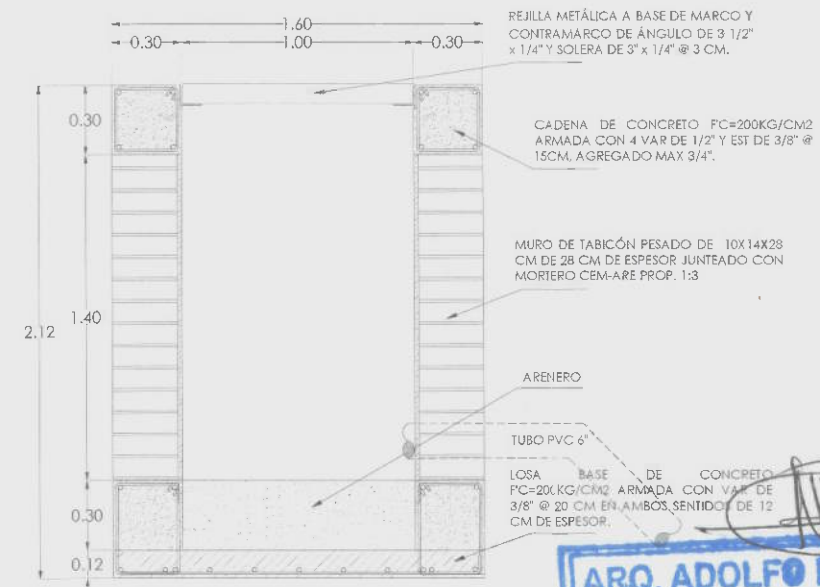 1.60
0.30 1.00 0.30
REJILLA METÁLICA A BASE DE MARCO Y
CONTRAMARCO DE ÁNGULO DE 3 1/2"
x 1/4" Y SOLERA DE 3" x 1/4" @ 3 CM.
0.30
CADENA DE CONCRETO F'C=200KG/CM2
ARMADA CON 4 VAR DE 1/2" Y EST DE 3/8" @
15CM, AGREGADO MAX 3/4".
MURO DE TABICÓN PESADO DE 10X14X28
CM DE 28 CM DE ESPESOR JUNTEADO CON
MORTERO CEM-ARE PROP. 1:3
2.12
1.40
ARENERO
TUBO PVC 6"
LOSA BASE DE CONCRETO
F'C=200KG/CM2 ARMADA CON VAR DE
3/8" @ 20 CM EN AMBOS SENTIDOS DE 12
CM DE ESPESOR.
0.30
0.12
ARQ. ADOLFO